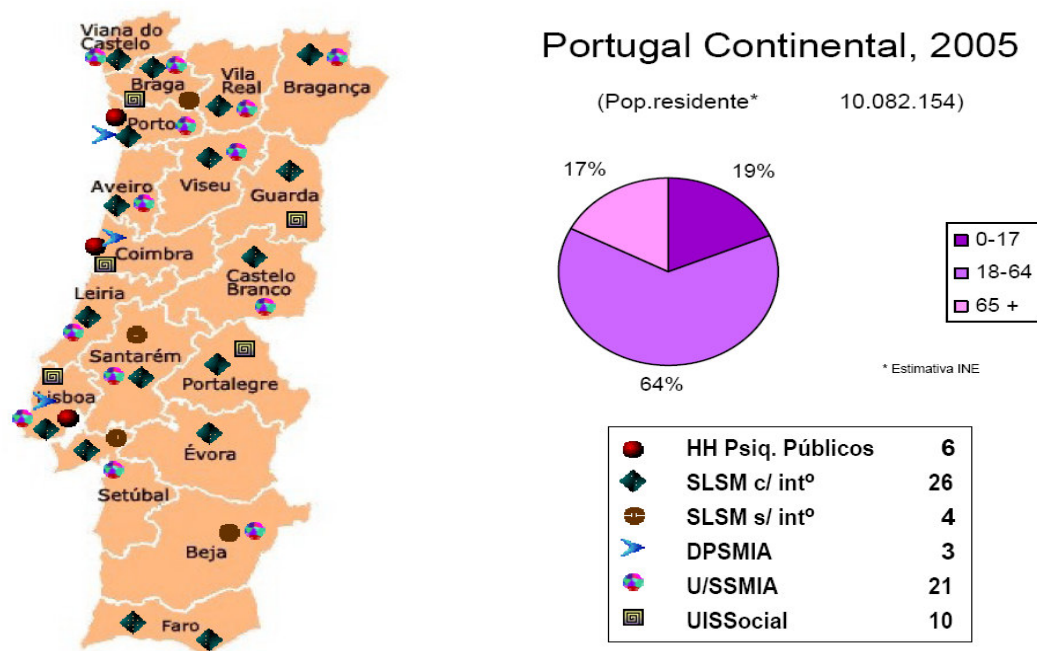 Viana do
Castelo
Braga
Vila
Real
Bragança
Porto
Aveiro
Viseu
Guarda
Coimbra
Castelo
Branco
Leiria
Santarém
Portalegre
Lisboa
Évora
Setúbal
Beja
Faro
Portugal Continental, 2005
(Pop.residente* 10.082.154)
17%
19%
64%
0-17
18-64
65 +
* Estimativa INE
HH Psiq. Públicos 6
SLSM c/ intº 26
SLSM s/ intº 4
DPSMIA 3
U/SSMIA 21
UISSocial 10